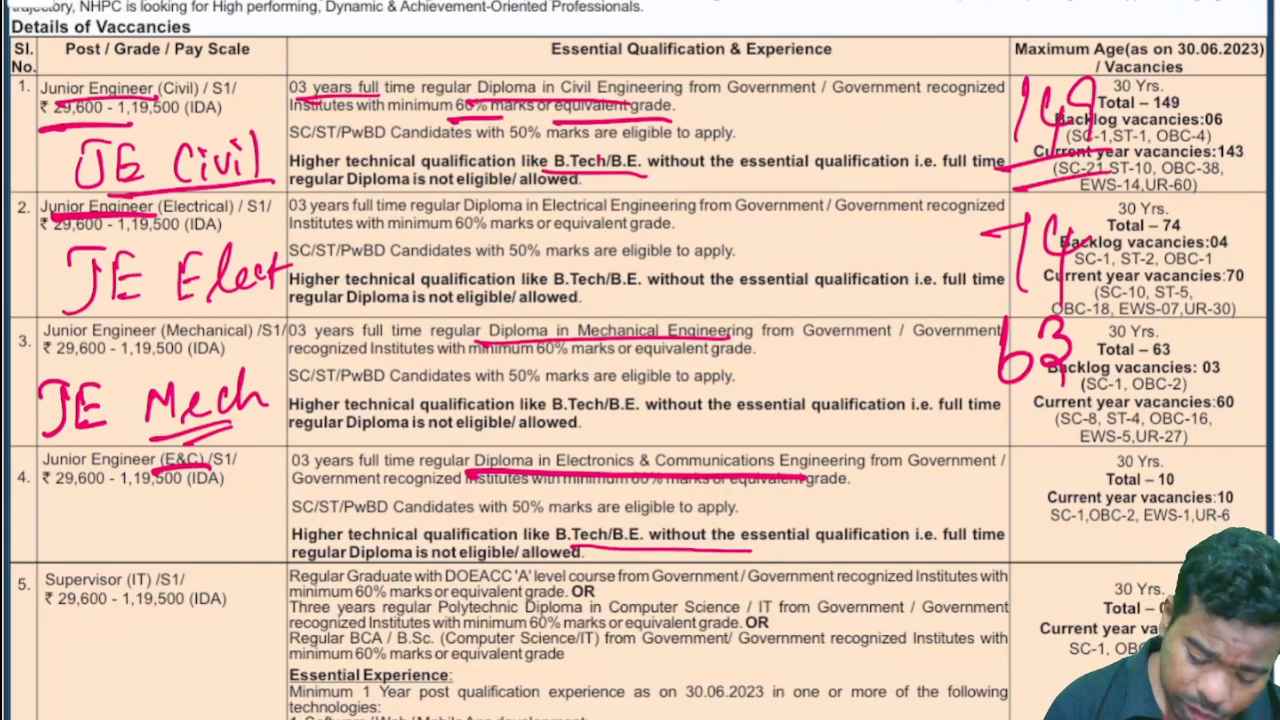 trajectory, NHPC is looking for High performing, Dynamic & Achievement-Oriented Professionals.
Details of Vaccancies
Sl. No. Post / Grade / Pay Scale Essential Qualification & Experience Maximum Age(as on 30.06.2023) / Vacancies
1. Junior Engineer (Civil) / S1/
₹ 29,600 - 1,19,500 (IDA)
JE Civil
03 years full time regular Diploma in Civil Engineering from Government / Government recognized
Institutes with minimum 60% marks or equivalent grade.
SC/ST/PwBD Candidates with 50% marks are eligible to apply.
Higher technical qualification like B.Tech/B.E. without the essential qualification i.e. full time
regular Diploma is not eligible/ allowed.
30 Yrs.
Total – 149
Backlog vacancies:06
(SC-1,ST-1, OBC-4)
Current year vacancies:143
(SC-21,ST-10, OBC-38,
EWS-14,UR-60)
149
2. Junior Engineer (Electrical) / S1/
₹ 29,600 - 1,19,500 (IDA)
JE Elect
03 years full time regular Diploma in Electrical Engineering from Government / Government recognized
Institutes with minimum 60% marks or equivalent grade.
SC/ST/PwBD Candidates with 50% marks are eligible to apply.
Higher technical qualification like B.Tech/B.E. without the essential qualification i.e. full time
regular Diploma is not eligible/ allowed.
30 Yrs.
Total – 74
Backlog vacancies:04
SC-1, ST-2, OBC-1
Current year vacancies:70
(SC-10, ST-5,
OBC-18, EWS-07,UR-30)
74
3. Junior Engineer (Mechanical) /S1/
₹ 29,600 - 1,19,500 (IDA)
JE Mech
03 years full time regular Diploma in Mechanical Engineering from Government / Government
recognized Institutes with minimum 60% marks or equivalent grade.
SC/ST/PwBD Candidates with 50% marks are eligible to apply.
Higher technical qualification like B.Tech/B.E. without the essential qualification i.e. full time
regular Diploma is not eligible/ allowed.
30 Yrs.
Total – 63
Backlog vacancies: 03
(SC-1, OBC-2)
Current year vacancies:60
(SC-8, ST-4, OBC-16,
EWS-5,UR-27)
63
4. Junior Engineer (E&C) /S1/
₹ 29,600 - 1,19,500 (IDA)
03 years full time regular Diploma in Electronics & Communications Engineering from Government /
Government recognized Institutes with minimum 60% marks or equivalent grade.
SC/ST/PwBD Candidates with 50% marks are eligible to apply.
Higher technical qualification like B.Tech/B.E. without the essential qualification i.e. full time
regular Diploma is not eligible/ allowed.
30 Yrs.
Total – 10
Current year vacancies:10
SC-1,OBC-2, EWS-1,UR-6
5. Supervisor (IT) /S1/
₹ 29,600 - 1,19,500 (IDA)
Regular Graduate with DOEACC 'A' level course from Government / Government recognized Institutes with
minimum 60% marks or equivalent grade. OR
Three years regular Polytechnic Diploma in Computer Science / IT from Government / Government
recognized Institutes with minimum 60% marks or equivalent grade. OR
Regular BCA / B.Sc. (Computer Science/IT) from Government/ Government recognized Institutes with
minimum 60% marks or equivalent grade
Essential Experience:
Minimum 1 Year post qualification experience as on 30.06.2023 in one or more of the following
technologies:
1. Software / Web / Mobile App development;
30 Yrs.
Total –
Current year
SC-1,